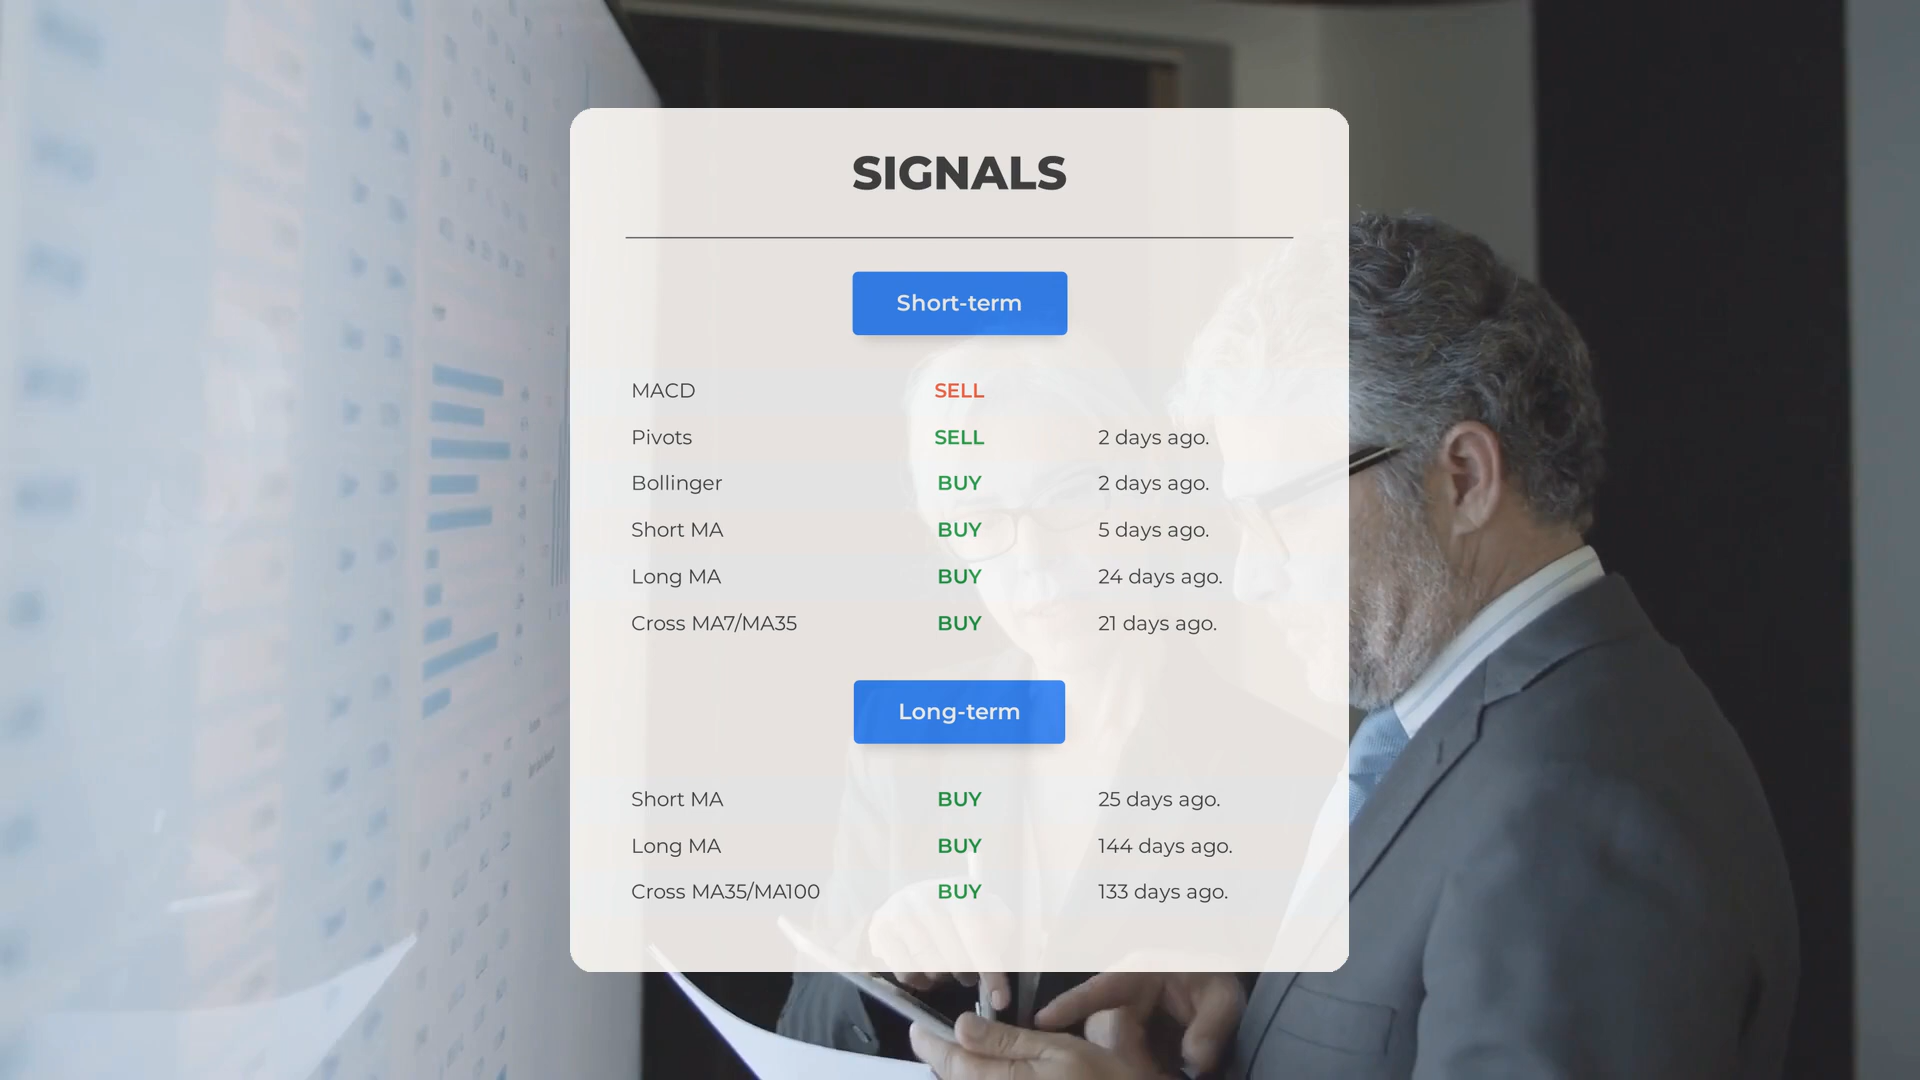 SIGNALS
Short-term
MACD SELL
Pivots SELL 2 days ago.
Bollinger BUY 2 days ago.
Short MA BUY 5 days ago.
Long MA BUY 24 days ago.
Cross MA7/MA35 BUY 21 days ago.
Long-term
Short MA BUY 25 days ago.
Long MA BUY 144 days ago.
Cross MA35/MA100 BUY 133 days ago.